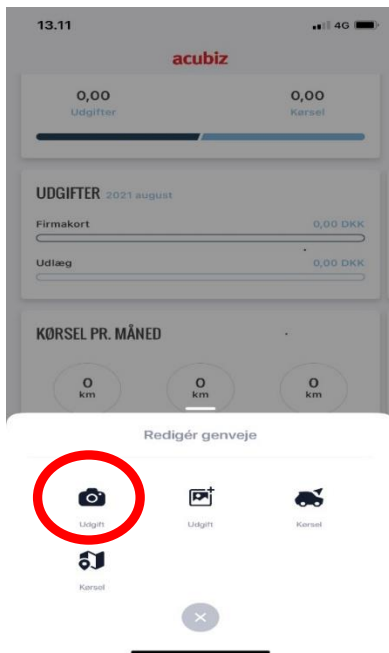 13.11 4G
acubiz
0,00 0,00
Udgifter Kørsel
UDGIFTER 2021 august
Firmakort 0,00 DKK
Udlæg 0,00 DKK
KØRSEL PR. MÅNED
0 0 0
km km km
Redigér genveje
Udgift Udgift Kørsel
Kørsel